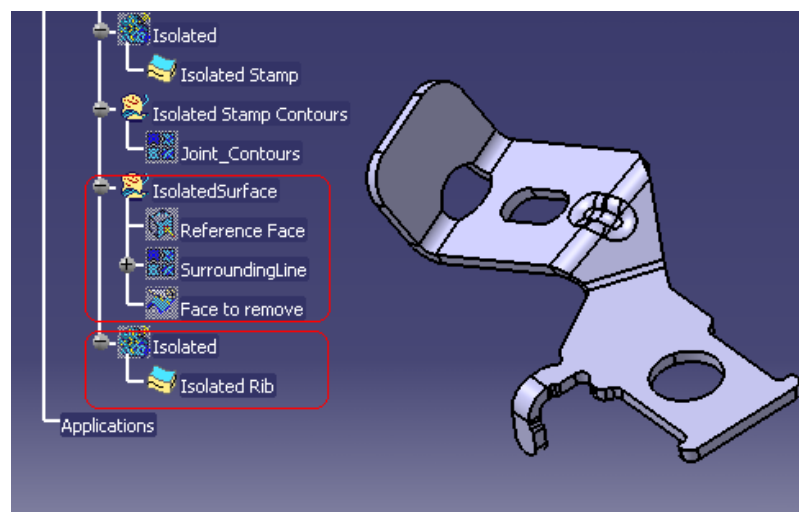 Isolated
Isolated Stamp
Isolated Stamp Contours
Joint_Contours
IsolatedSurface
Reference Face
SurroundingLine
Face to remove
Isolated
Isolated Rib
Applications